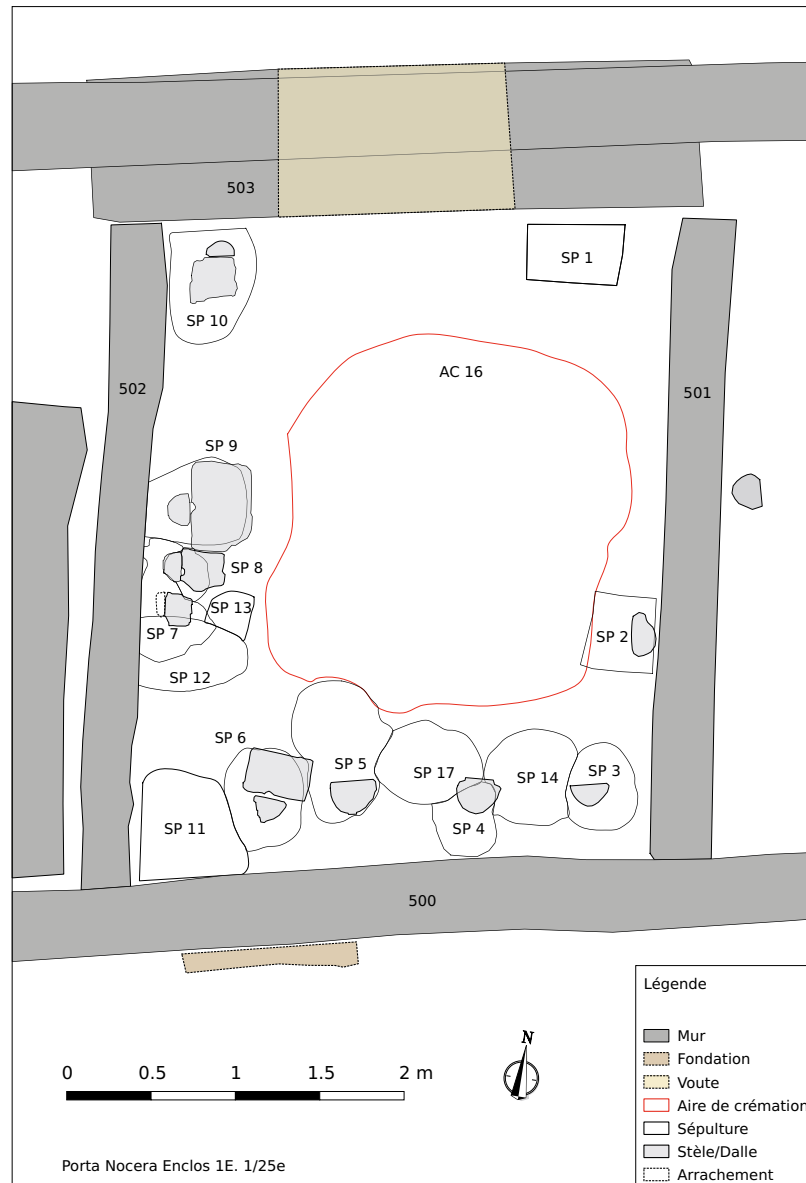 503
SP 1
SP 10
AC 16
502
501
SP 9
SP 8
SP 13
SP 7
SP 2
SP 12
SP 6
SP 5
SP 17
SP 14
SP 3
SP 11
SP 4
500
Légende
Mur
Fondation
Voute
Aire de crémation
Sépulture
Stèle/Dalle
Arrachement
N
0 0.5 1 1.5 2 m
Porta Nocera Enclos 1E. 1/25e